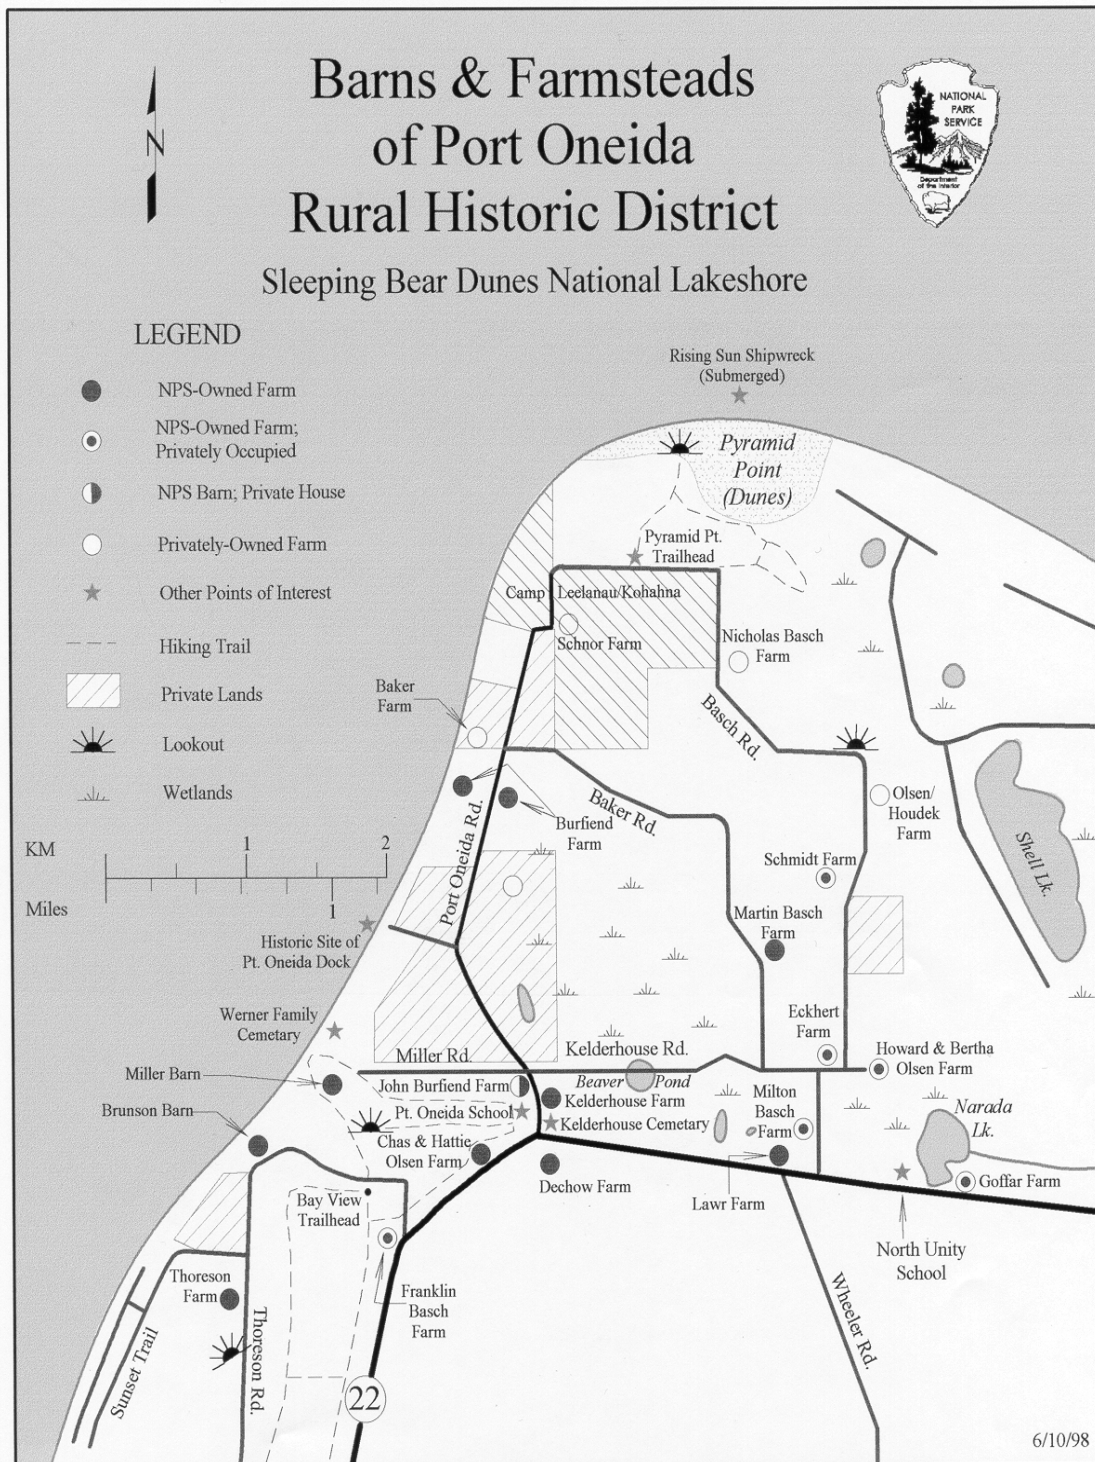 Barns & Farmsteads
of Port Oneida
Rural Historic District
Sleeping Bear Dunes National Lakeshore
N
NATIONAL
PARK
SERVICE
Department
of the Interior
LEGEND
NPS-Owned Farm
NPS-Owned Farm;
Privately Occupied
NPS Barn; Private House
Privately-Owned Farm
Other Points of Interest
Hiking Trail
Private Lands
Lookout
Wetlands
KM
1
2
Miles
1
Rising Sun Shipwreck
(Submerged)
Pyramid
Point
(Dunes)
Pyramid Pt.
Trailhead
Camp Leelanau/Kohahna
Schnor Farm
Nicholas Basch
Farm
Baker
Farm
Basch Rd.
Burfiend
Farm
Baker Rd.
Port Oneida Rd.
Olsen/
Houdek
Farm
Shell Lk.
Schmidt Farm
Martin Basch
Farm
Historic Site of
Pt. Oneida Dock
Werner Family
Cemetary
Eckhert
Farm
Miller Rd.
Kelderhouse Rd.
Howard & Bertha
Olsen Farm
Miller Barn
John Burfiend Farm
Beaver Pond
Kelderhouse Farm
Milton
Basch
Farm
Narada
Lk.
Brunson Barn
Pt. Oneida School
Kelderhouse Cemetary
Chas & Hattie
Olsen Farm
Dechow Farm
Lawr Farm
Goffar Farm
Bay View
Trailhead
North Unity
School
Thoreson
Farm
Franklin
Basch
Farm
Wheeler Rd.
Sunset Trail
Thoreson Rd.
22
6/10/98